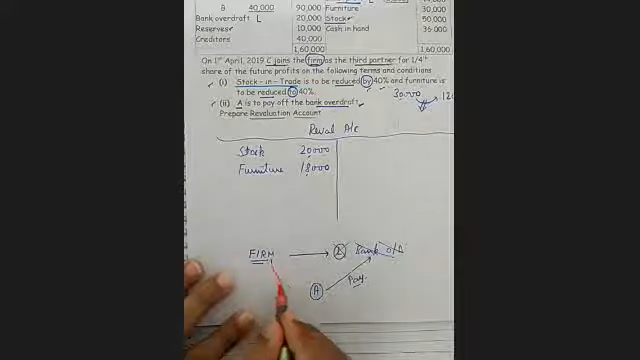 B 40,000 90,000 Furniture 30,000
Bank overdraft L 20,000 Stock 50,000
Reserves 10,000 Cash in hand 36,000
Creditors 40,000
1,60,000 1,60,000
On 1st April, 2019 C joins the firm as the third partner for 1/4th
share of the future profits on the following terms and conditions
(i) Stock-in-Trade is to be reduced by 40% and furniture is
to be reduced to 40%.
30000 12
(ii) A is to pay off the bank overdraft.
Prepare Revaluation Account
Reval A/c
Stock 20000
Furniture 18000
FIRM Bank O/D
A Pay